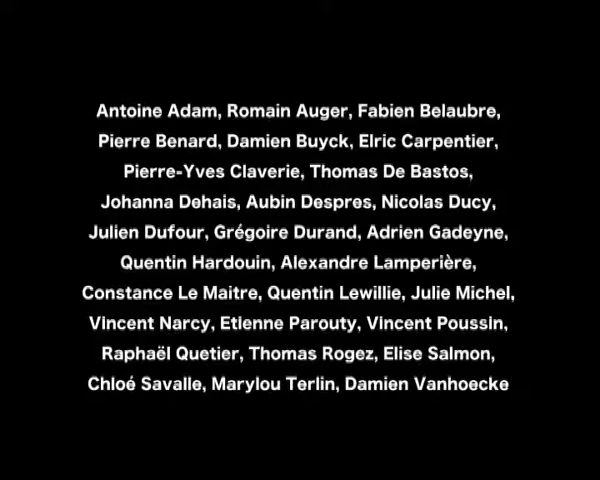 Antoine Adam, Romain Auger, Fabien Belaubre,
Pierre Benard, Damien Buyck, Elric Carpentier,
Pierre-Yves Claverie, Thomas De Bastos,
Johanna Dehais, Aubin Despres, Nicolas Ducy,
Julien Dufour, Grégoire Durand, Adrien Gadeyne,
Quentin Hardouin, Alexandre Lamperière,
Constance Le Maitre, Quentin Lewillie, Julie Michel,
Vincent Narcy, Etienne Parouty, Vincent Poussin,
Raphaël Quetier, Thomas Rogez, Elise Salmon,
Chloé Savalle, Marylou Terlin, Damien Vanhoecke